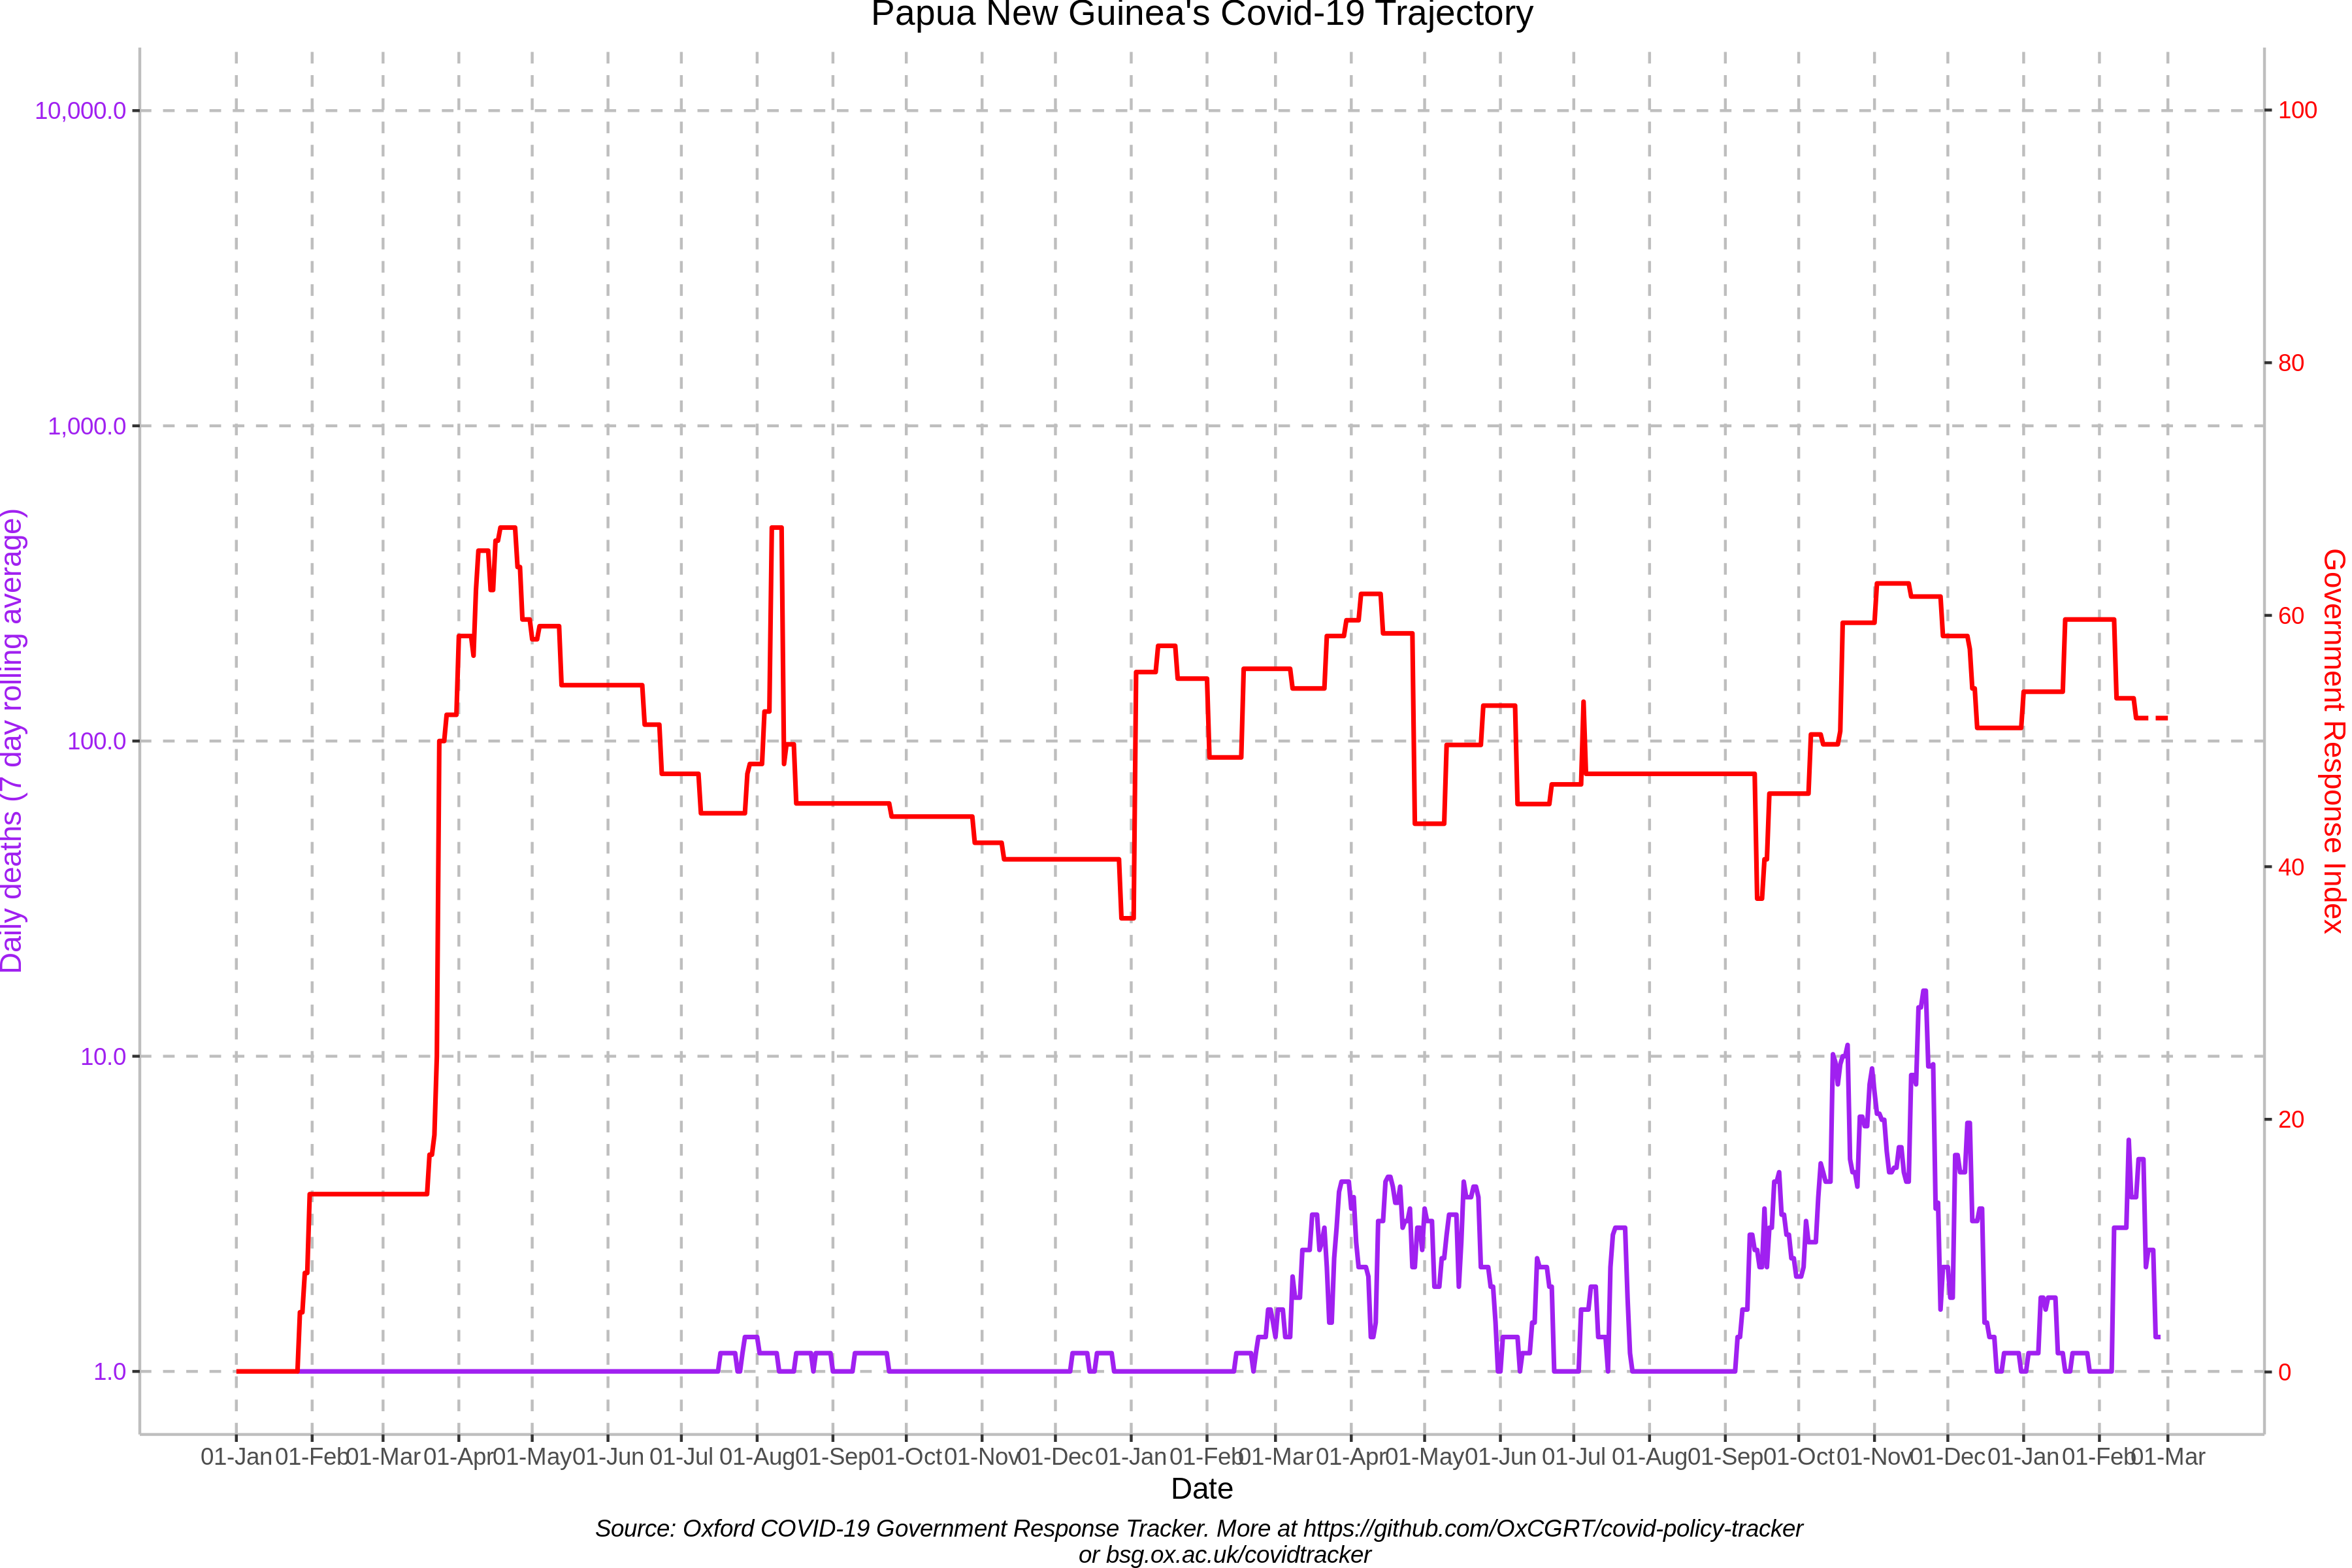 Papua New Guinea's Covid-19 Trajectory
10,000.0
1,000.0
100.0
10.0
1.0
Daily deaths (7 day rolling average)
100
80
60
40
20
0
Government Response Index
01-Jan 01-Feb 01-Mar 01-Apr 01-May 01-Jun 01-Jul 01-Aug 01-Sep 01-Oct 01-Nov 01-Dec 01-Jan 01-Feb 01-Mar 01-Apr 01-May 01-Jun 01-Jul 01-Aug 01-Sep 01-Oct 01-Nov 01-Dec 01-Jan 01-Feb 01-Mar
Date
Source: Oxford COVID-19 Government Response Tracker. More at https://github.com/OxCGRT/covid-policy-tracker
or bsg.ox.ac.uk/covidtracker